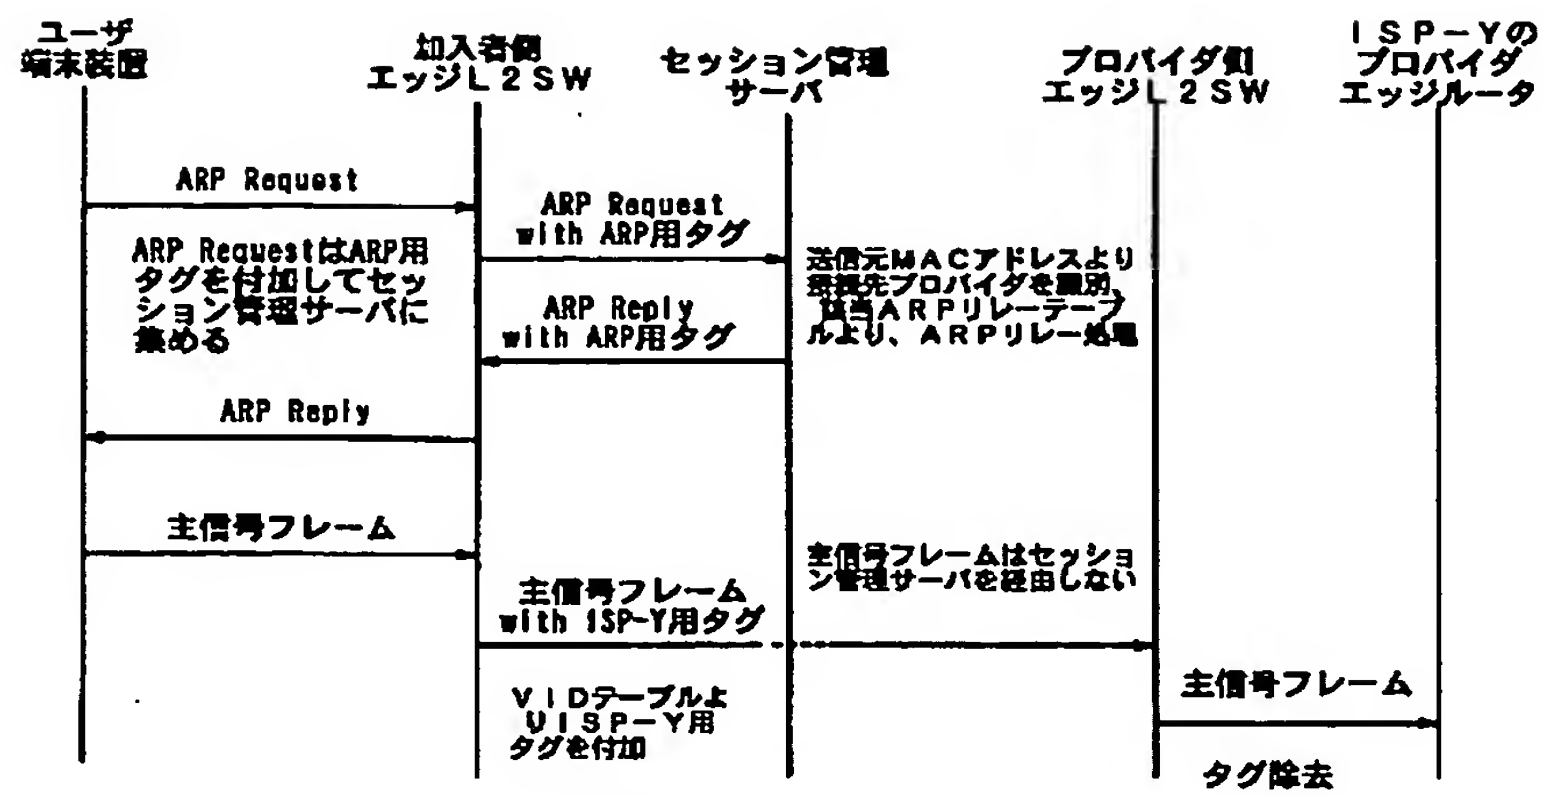 ユーザ
端末装置
加入者側
エッジL2SW
セッション管理
サーバ
プロバイダ側
エッジL2SW
ISP－Yの
プロバイダ
エッジルータ
ARP Request
ARP RequestはARP用
タグを付加してセッ
ション管理サーバに
集める
ARP Request
with ARP用タグ
送信元MACアドレスより
接続先プロバイダを識別、
該当ARPリレーテーブ
ルより、ARPリレー処理
ARP Reply
with ARP用タグ
ARP Reply
主信号フレーム
主信号フレームはセッショ
ン管理サーバを経由しない
主信号フレーム
with ISP-Y用タグ
VIDテーブルよ
りISP－Y用
タグを付加
主信号フレーム
タグ除去